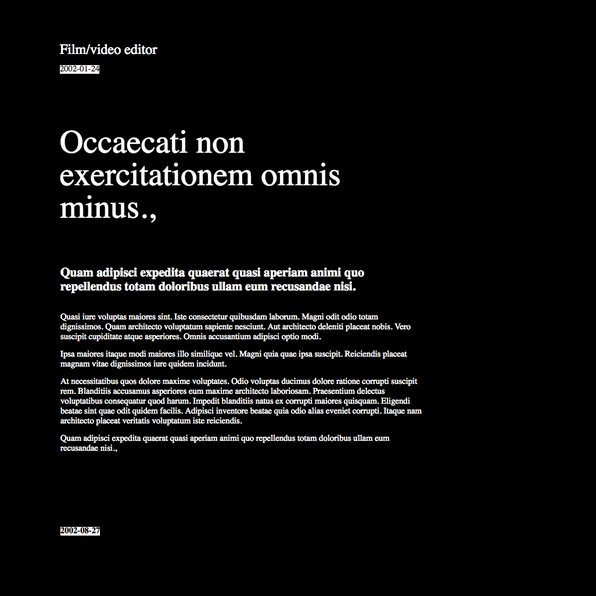 Film/video editor
2002-01-24
Occaecati non
exercitationem omnis
minus.,
Quam adipisci expedita quaerat quasi aperiam animi quo
repellendus totam doloribus ullam eum recusandae nisi.
Quasi iure voluptas maiores sint. Iste consectetur quibusdam laborum. Magni odit odio totam
dignissimos. Quam architecto voluptatum sapiente nesciunt. Aut architecto deleniti placeat nobis. Vero
suscipit cupiditate atque asperiores. Omnis accusantium adipisci optio modi.
Ipsa maiores itaque modi maiores illo similique vel. Magni quia quae ipsa suscipit. Reiciendis placeat
magnam vitae dignissimos iure quidem incidunt.
At necessitatibus quos dolore maxime voluptates. Odio voluptas ducimus dolore ratione corrupti suscipit
rem. Blanditiis accusamus asperiores eum maxime architecto laboriosam. Praesentium delectus
voluptatibus consequatur quod harum. Impedit blanditiis natus ex corrupti maiores quisquam. Eligendi
beatae sint quae odit quidem facilis. Adipisci inventore beatae quia odio alias eveniet corrupti. Itaque nam
architecto placeat veritatis voluptatum iste reiciendis.
Quam adipisci expedita quaerat quasi aperiam animi quo repellendus totam doloribus ullam eum
recusandae nisi.,
2002-08-27